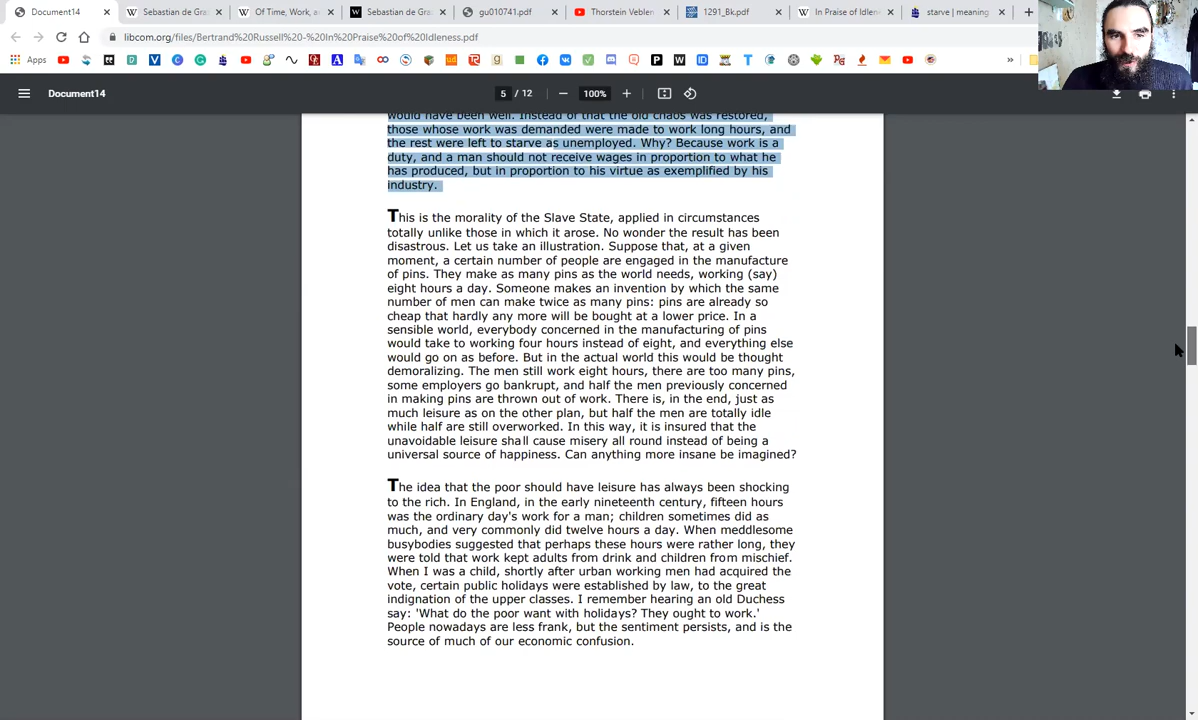 Document14
Sebastian de Gra
Of Time, Work, a
Sebastian de Gra
gu010741.pdf
Thorstein Veblen
1291_Bk.pdf
In Praise of Idlen
starve | meaning
libcom.org/files/Bertrand%20Russell%20-%20In%20Praise%20of%20Idleness.pdf
Apps
Document14
5 / 12
100%
would have been well. Instead of that the old chaos was restored,
those whose work was demanded were made to work long hours, and
the rest were left to starve as unemployed. Why? Because work is a
duty, and a man should not receive wages in proportion to what he
has produced, but in proportion to his virtue as exemplified by his
industry.
This is the morality of the Slave State, applied in circumstances
totally unlike those in which it arose. No wonder the result has been
disastrous. Let us take an illustration. Suppose that, at a given
moment, a certain number of people are engaged in the manufacture
of pins. They make as many pins as the world needs, working (say)
eight hours a day. Someone makes an invention by which the same
number of men can make twice as many pins: pins are already so
cheap that hardly any more will be bought at a lower price. In a
sensible world, everybody concerned in the manufacturing of pins
would take to working four hours instead of eight, and everything else
would go on as before. But in the actual world this would be thought
demoralizing. The men still work eight hours, there are too many pins,
some employers go bankrupt, and half the men previously concerned
in making pins are thrown out of work. There is, in the end, just as
much leisure as on the other plan, but half the men are totally idle
while half are still overworked. In this way, it is insured that the
unavoidable leisure shall cause misery all round instead of being a
universal source of happiness. Can anything more insane be imagined?
The idea that the poor should have leisure has always been shocking
to the rich. In England, in the early nineteenth century, fifteen hours
was the ordinary day's work for a man; children sometimes did as
much, and very commonly did twelve hours a day. When meddlesome
busybodies suggested that perhaps these hours were rather long, they
were told that work kept adults from drink and children from mischief.
When I was a child, shortly after urban working men had acquired the
vote, certain public holidays were established by law, to the great
indignation of the upper classes. I remember hearing an old Duchess
say: 'What do the poor want with holidays? They ought to work.'
People nowadays are less frank, but the sentiment persists, and is the
source of much of our economic confusion.